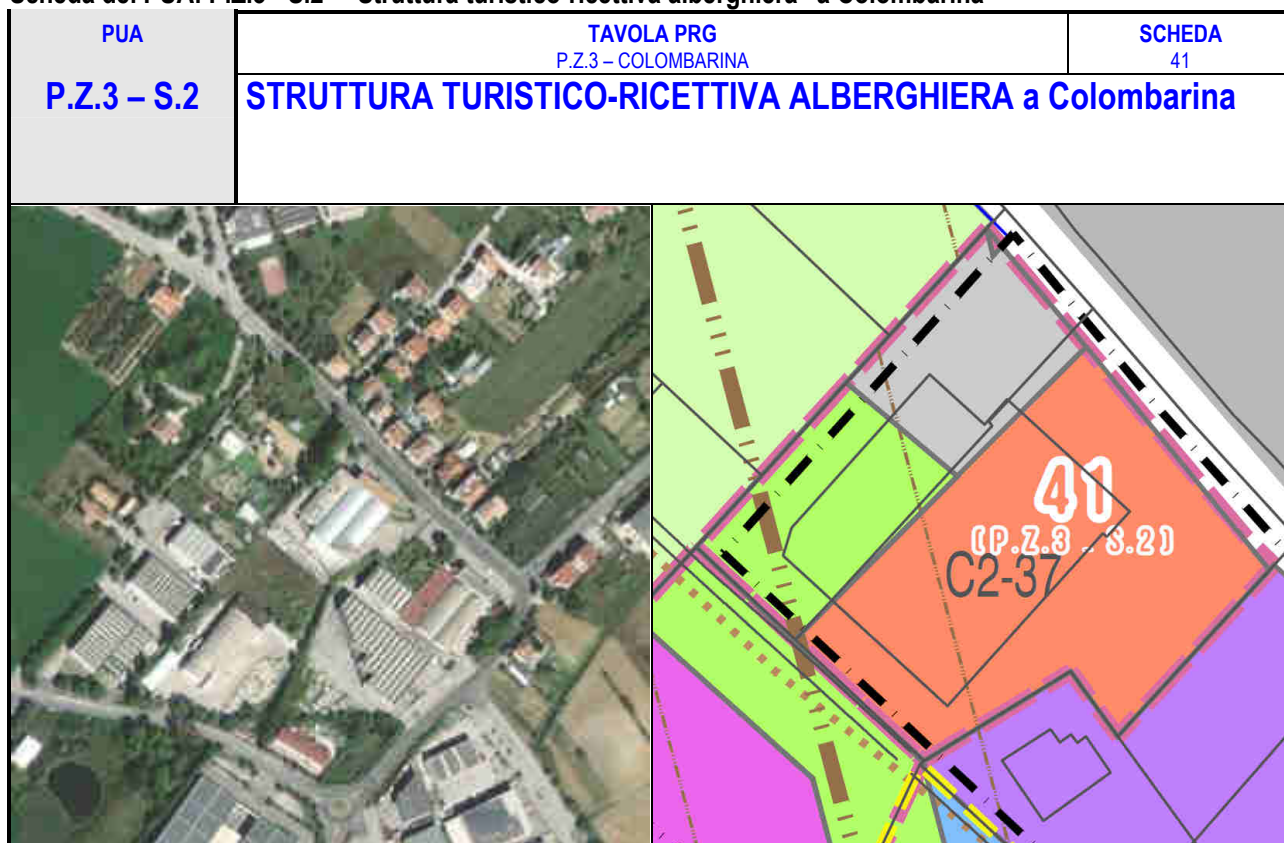 PUA
TAVOLA PRG
SCHEDA
P.Z.3 – COLOMBARINA
41
P.Z.3 – S.2
STRUTTURA TURISTICO-RICETTIVA ALBERGHIERA a Colombarina
41
(P.Z.3 - S.2)
C2-37